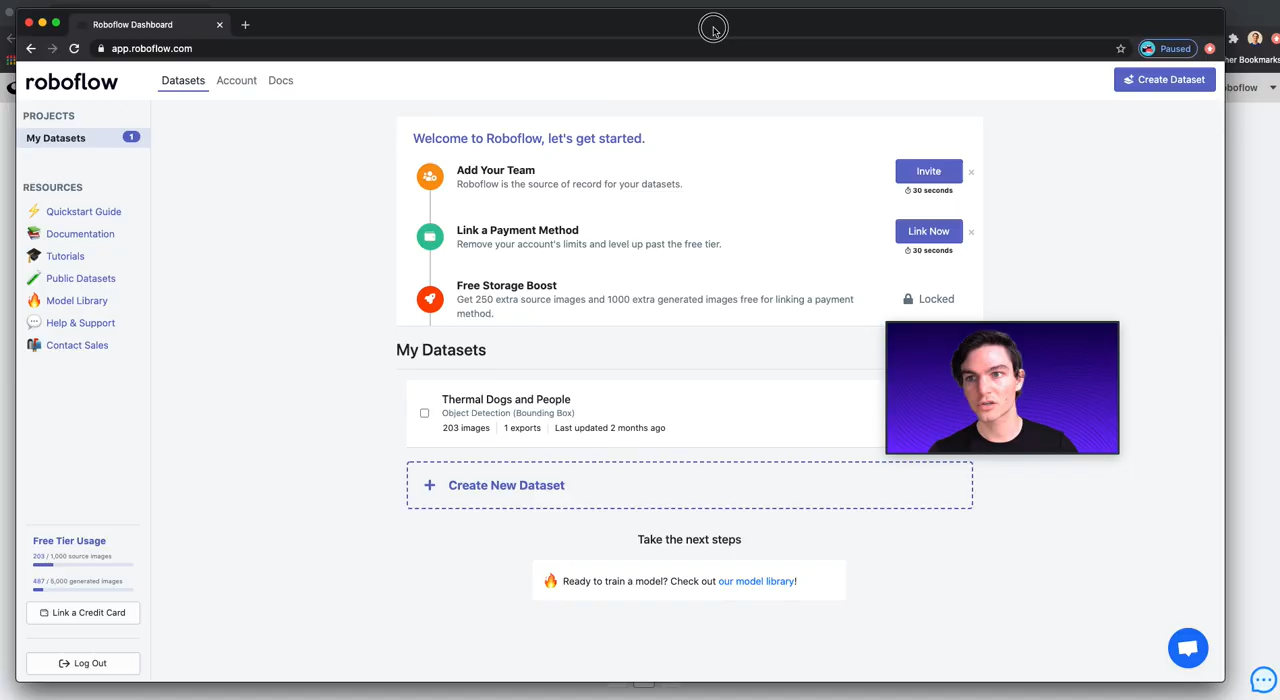 Roboflow Dashboard
app.roboflow.com
Paused
her Bookmarks
roboflow
Datasets
Account
Docs
Create Dataset
oboflow
PROJECTS
My Datasets
1
RESOURCES
Quickstart Guide
Documentation
Tutorials
Public Datasets
Model Library
Help & Support
Contact Sales
Welcome to Roboflow, let's get started.
Add Your Team
Roboflow is the source of record for your datasets.
Invite
30 seconds
Link a Payment Method
Remove your account's limits and level up past the free tier.
Link Now
30 seconds
Free Storage Boost
Get 250 extra source images and 1000 extra generated images free for linking a payment
method.
Locked
My Datasets
Thermal Dogs and People
Object Detection (Bounding Box)
203 images
1 exports
Last updated 2 months ago
+ Create New Dataset
Take the next steps
Ready to train a model? Check out our model library!
Free Tier Usage
203 / 1,000 source images
487 / 5,000 generated images
Link a Credit Card
Log Out